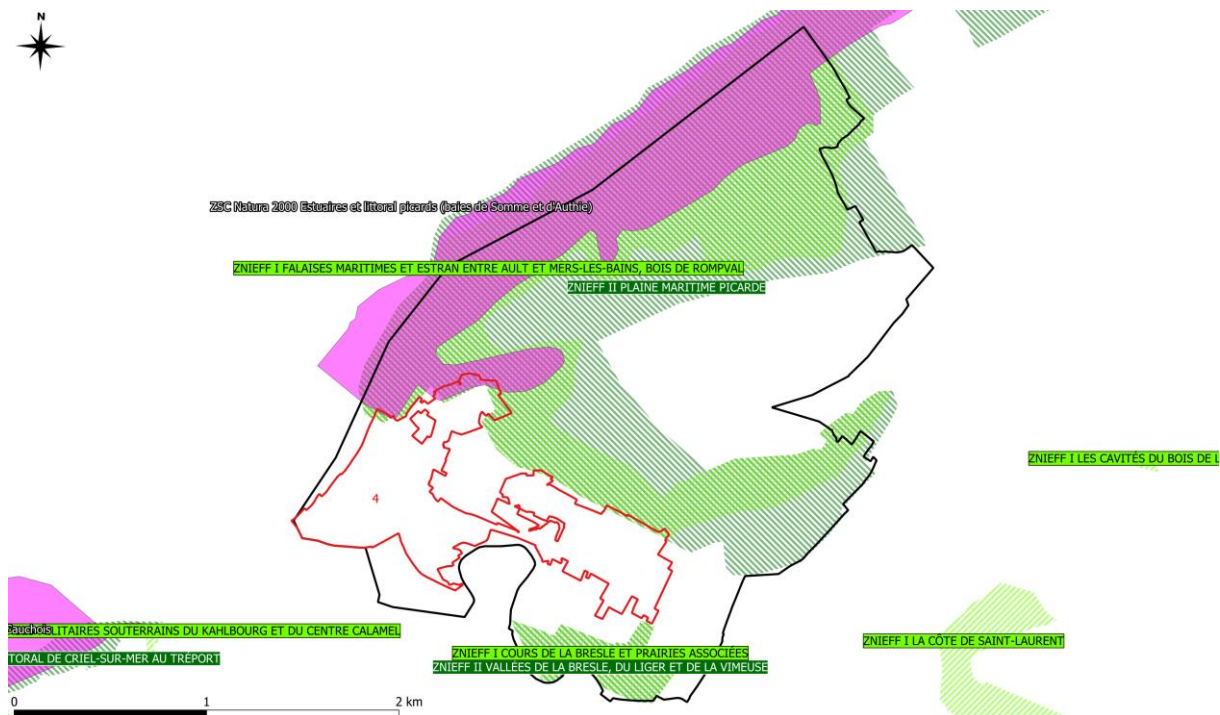 N
ZSC Natura 2000 Estuaires et littoral picards (baies de Somme et d'Authie)
ZNIEFF I FALAISES MARITIMES ET ESTRAN ENTRE AULT ET MERS-LES-BAINS, BOIS DE ROMPVAL
ZNIEFF II PLAINE MARITIME PICARDE
ZNIEFF I LES CAVITÉS DU BOIS DE L
4
Cauchois
LITAIRES SOUTERRAINS DU KAHLBOURG ET DU CENTRE CALAMEL
ZNIEFF I LA CÔTE DE SAINT-LAURENT
ZNIEFF I COURS DE LA BRESLE ET PRAIRIES ASSOCIÉES
TORAL DE CRIEL-SUR-MER AU TRÉPORT
ZNIEFF II VALLÉES DE LA BRESLE, DU LIGER ET DE LA VIMEUSE
0 1 2 km